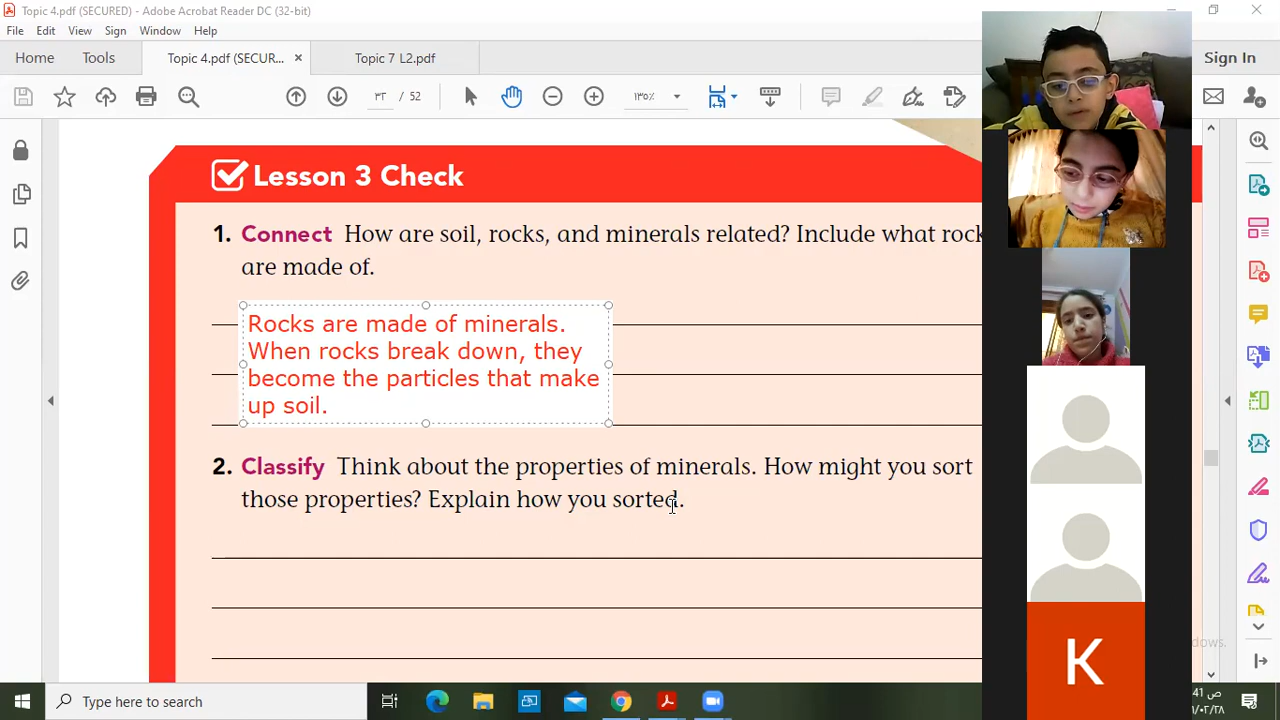 Topic 4.pdf (SECURED) - Adobe Acrobat Reader DC (32-bit)
File Edit View Sign Window Help
Home Tools Topic 4.pdf (SECUR... × Topic 7 L2.pdf Sign In
٣٣ / 52 ١٣٥٪
Lesson 3 Check
1. Connect How are soil, rocks, and minerals related? Include what rock
are made of.
Rocks are made of minerals.
When rocks break down, they
become the particles that make
up soil.
2. Classify Think about the properties of minerals. How might you sort
those properties? Explain how you sorted.
K
dows.
Type here to search